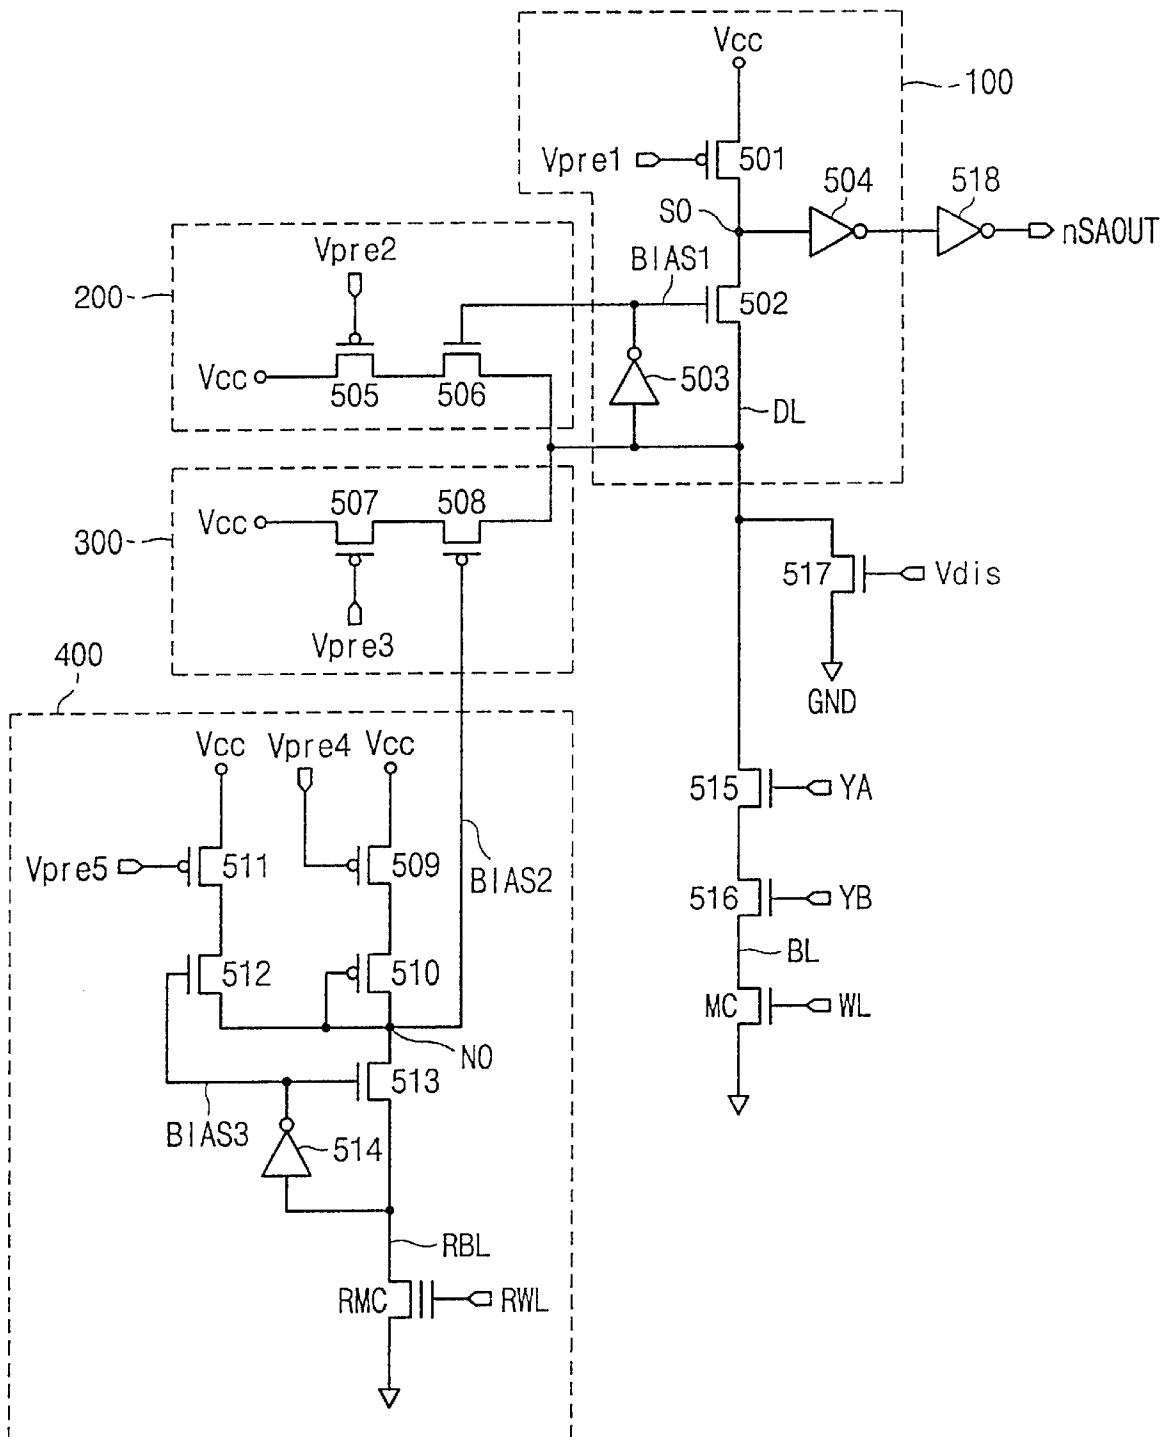 Vcc
100
Vpre1
501
504
518
SO
nSAOUT
Vpre2
BIAS1
200
502
Vcc
505
506
503
DL
507
508
Vcc
300
517
Vdis
Vpre3
400
GND
Vcc
Vpre4
Vcc
515
YA
Vpre5
511
509
BIAS2
516
YB
BL
512
510
MC
WL
NO
513
BIAS3
514
RBL
RMC
RWL